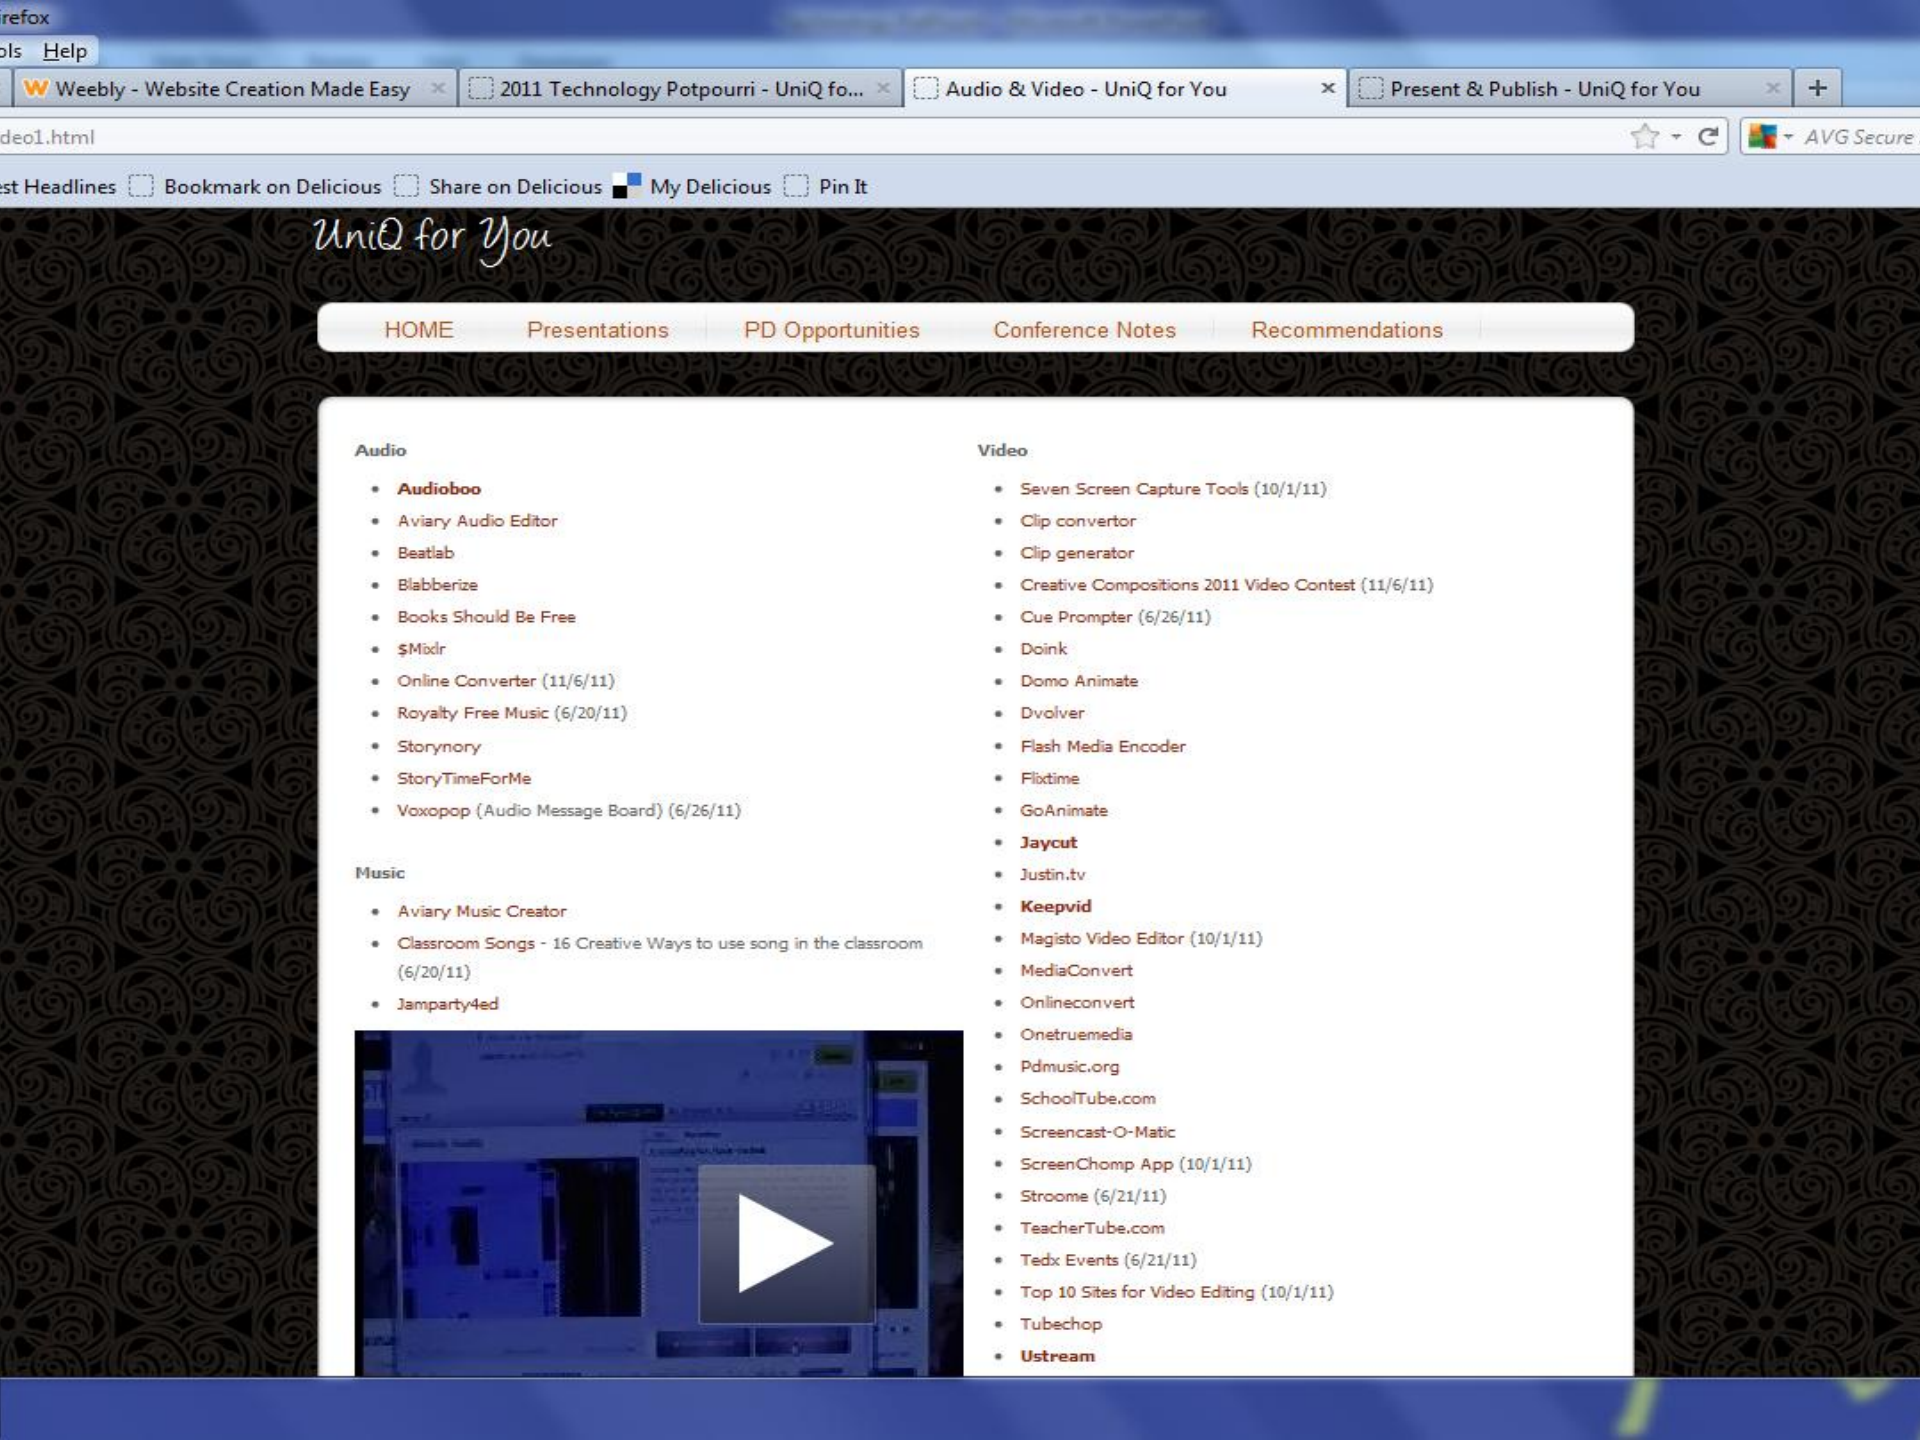 irefox
ols Help
Weebly - Website Creation Made Easy × 2011 Technology Potpourri - UniQ fo... × Audio & Video - UniQ for You × Present & Publish - UniQ for You × +
deo1.html AVG Secure
est Headlines Bookmark on Delicious Share on Delicious My Delicious Pin It
UniQ for You
HOME Presentations PD Opportunities Conference Notes Recommendations
Audio
• Audioboo
• Aviary Audio Editor
• Beatlab
• Blabberize
• Books Should Be Free
• $Mixlr
• Online Converter (11/6/11)
• Royalty Free Music (6/20/11)
• Storynory
• StoryTimeForMe
• Voxopop (Audio Message Board) (6/26/11)
Music
• Aviary Music Creator
• Classroom Songs - 16 Creative Ways to use song in the classroom
(6/20/11)
• Jamparty4ed
Video
• Seven Screen Capture Tools (10/1/11)
• Clip convertor
• Clip generator
• Creative Compositions 2011 Video Contest (11/6/11)
• Cue Prompter (6/26/11)
• Doink
• Domo Animate
• Dvolver
• Flash Media Encoder
• Flixtime
• GoAnimate
• Jaycut
• Justin.tv
• Keepvid
• Magisto Video Editor (10/1/11)
• MediaConvert
• Onlineconvert
• Onetruemedia
• Pdmusic.org
• SchoolTube.com
• Screencast-O-Matic
• ScreenChomp App (10/1/11)
• Stroome (6/21/11)
• TeacherTube.com
• Tedx Events (6/21/11)
• Top 10 Sites for Video Editing (10/1/11)
• Tubechop
• Ustream